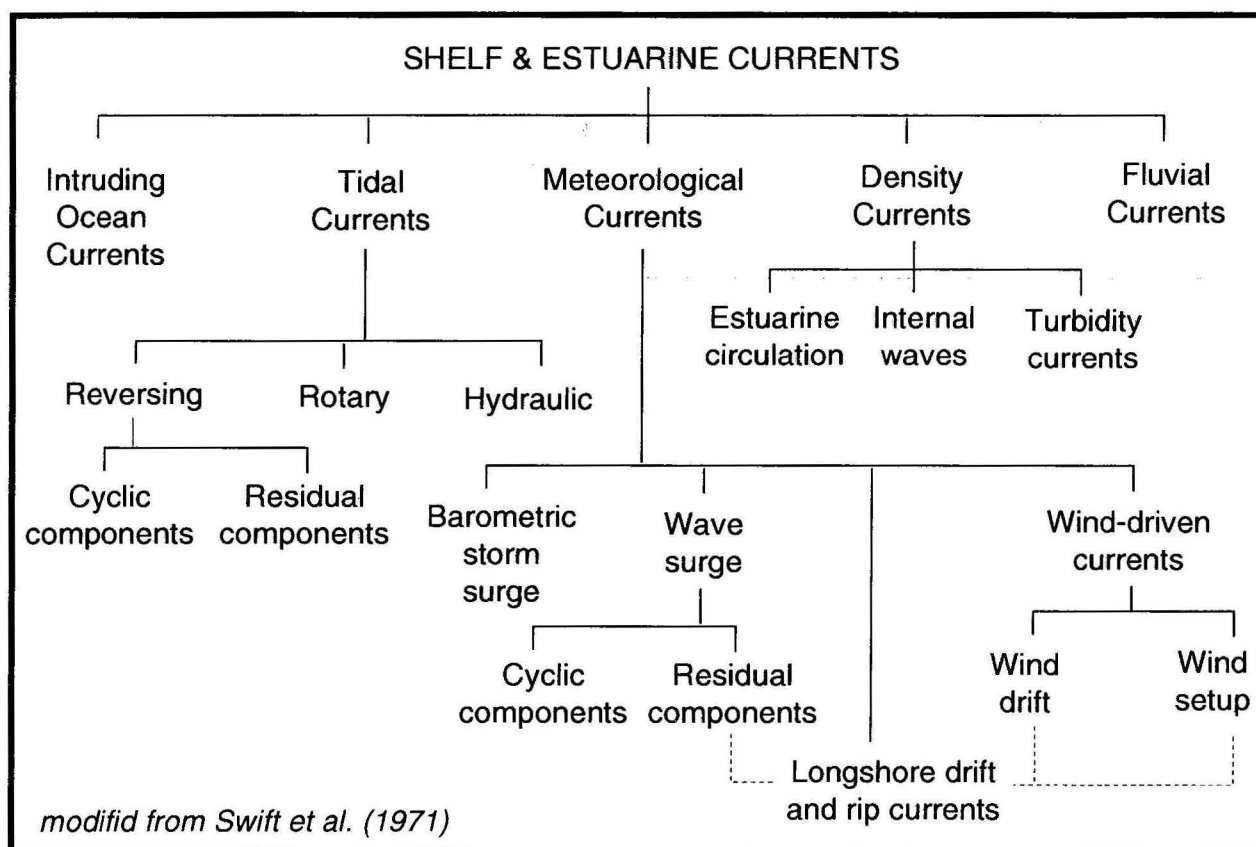 SHELF & ESTUARINE CURRENTS
Intruding
Ocean
Currents
Tidal
Currents
Meteorological
Currents
Density
Currents
Fluvial
Currents
Estuarine
circulation
Internal
waves
Turbidity
currents
Reversing
Rotary
Hydraulic
Cyclic
components
Residual
components
Barometric
storm
surge
Wave
surge
Wind-driven
currents
Cyclic
components
Residual
components
Wind
drift
Wind
setup
Longshore drift
and rip currents
modifid from Swift et al. (1971)